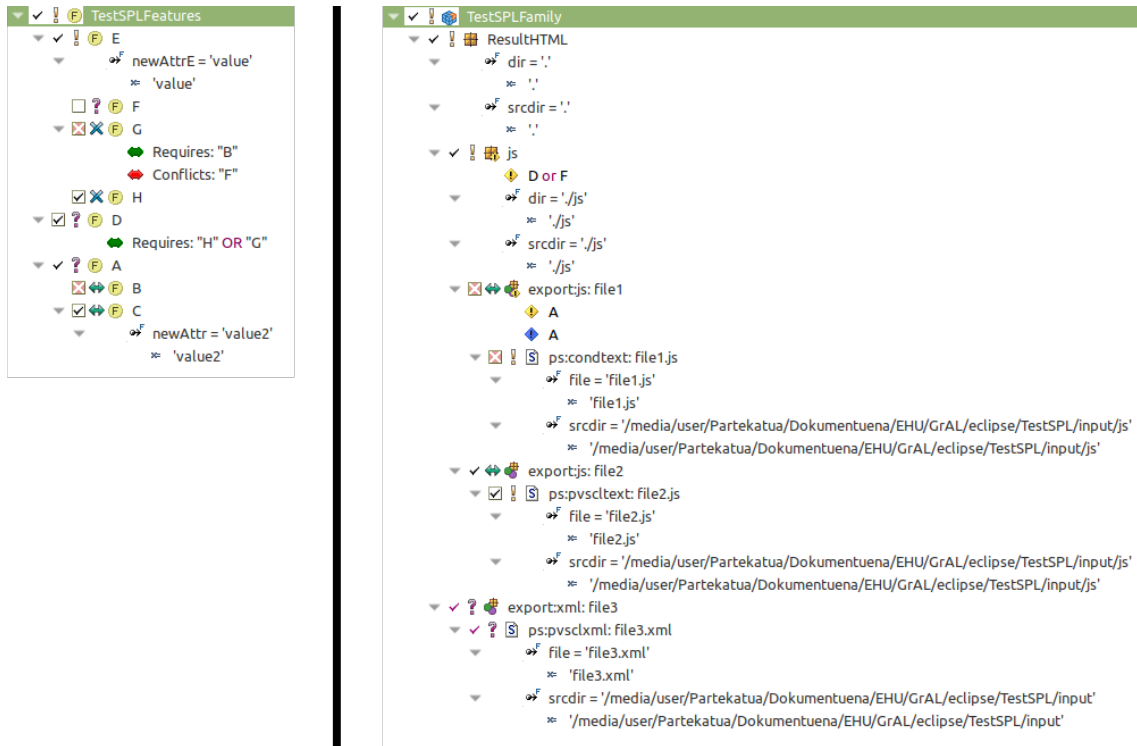 TestSPLFeatures
E
newAttrE = 'value'
'value'
F
G
Requires: "B"
Conflicts: "F"
H
D
Requires: "H" OR "G"
A
B
C
newAttr = 'value2'
'value2'
TestSPLFamily
ResultHTML
dir = '.'
'.'
srcdir = '.'
'.'
js
D or F
dir = './js'
'./js'
srcdir = './js'
'./js'
export:js: file1
A
A
ps:condtext: file1.js
file = 'file1.js'
'file1.js'
srcdir = '/media/user/Partekatua/Dokumentuena/EHU/GrAL/eclipse/TestSPL/input/js'
'/media/user/Partekatua/Dokumentuena/EHU/GrAL/eclipse/TestSPL/input/js'
export:js: file2
ps:pvscltext: file2.js
file = 'file2.js'
'file2.js'
srcdir = '/media/user/Partekatua/Dokumentuena/EHU/GrAL/eclipse/TestSPL/input/js'
'/media/user/Partekatua/Dokumentuena/EHU/GrAL/eclipse/TestSPL/input/js'
export:xml: file3
ps:pvsclxml: file3.xml
file = 'file3.xml'
'file3.xml'
srcdir = '/media/user/Partekatua/Dokumentuena/EHU/GrAL/eclipse/TestSPL/input'
'/media/user/Partekatua/Dokumentuena/EHU/GrAL/eclipse/TestSPL/input'